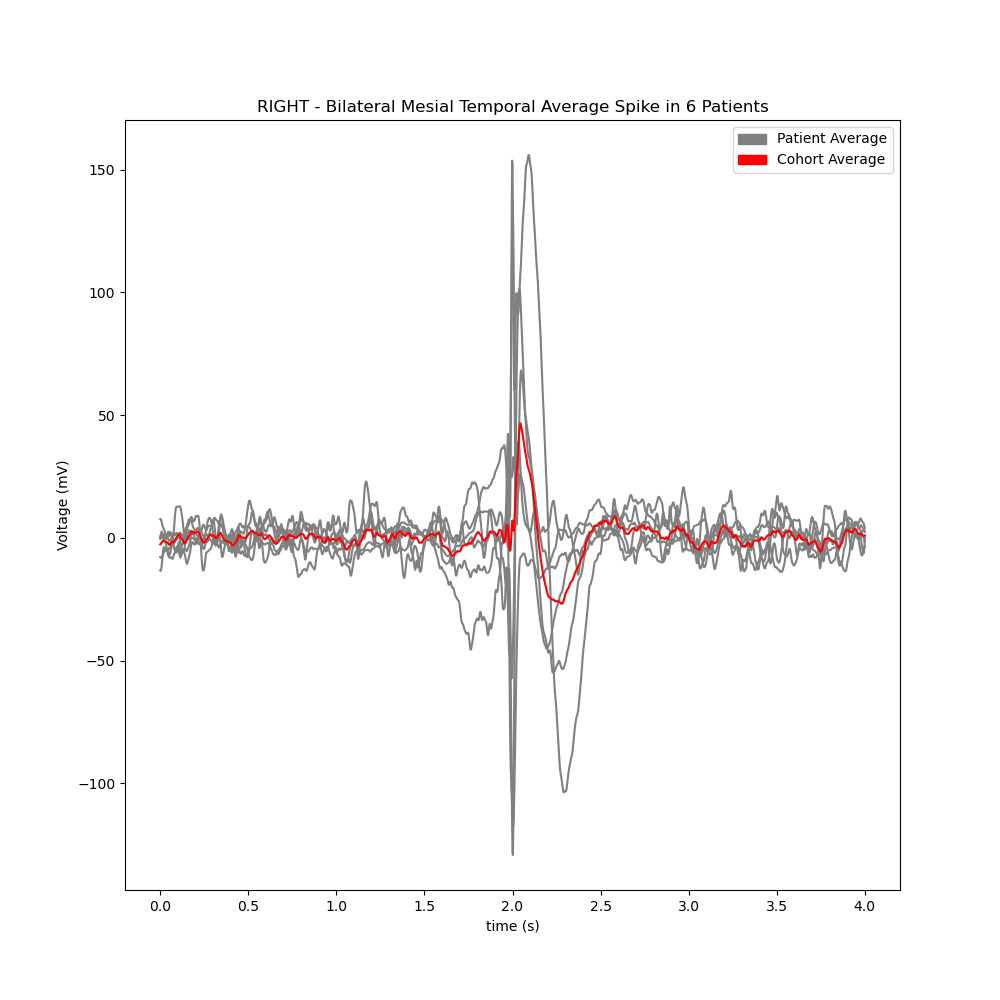 RIGHT - Bilateral Mesial Temporal Average Spike in 6 Patients
Patient Average
Cohort Average
Voltage (mV)
150
100
50
0
−50
−100
0.0 0.5 1.0 1.5 2.0 2.5 3.0 3.5 4.0
time (s)